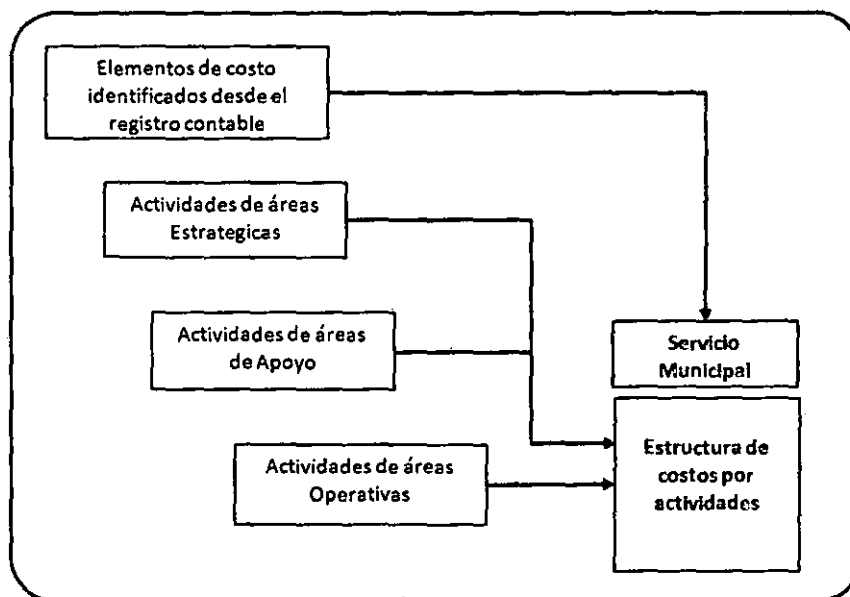 Elementos de costo
identificados desde el
registro contable
Actividades de áreas
Estrategicas
Actividades de áreas
de Apoyo
Servicio
Municipal
Actividades de áreas
Operativas
Estructura de
costos por
actividades